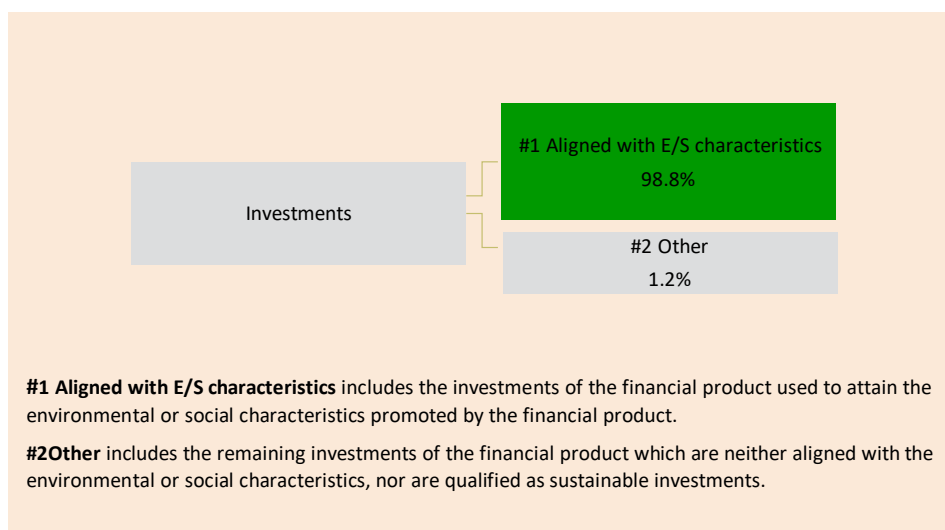 #1 Aligned with E/S characteristics
98.8%
Investments
#2 Other
1.2%
#1 Aligned with E/S characteristics includes the investments of the financial product used to attain the
environmental or social characteristics promoted by the financial product.
#2Other includes the remaining investments of the financial product which are neither aligned with the
environmental or social characteristics, nor are qualified as sustainable investments.